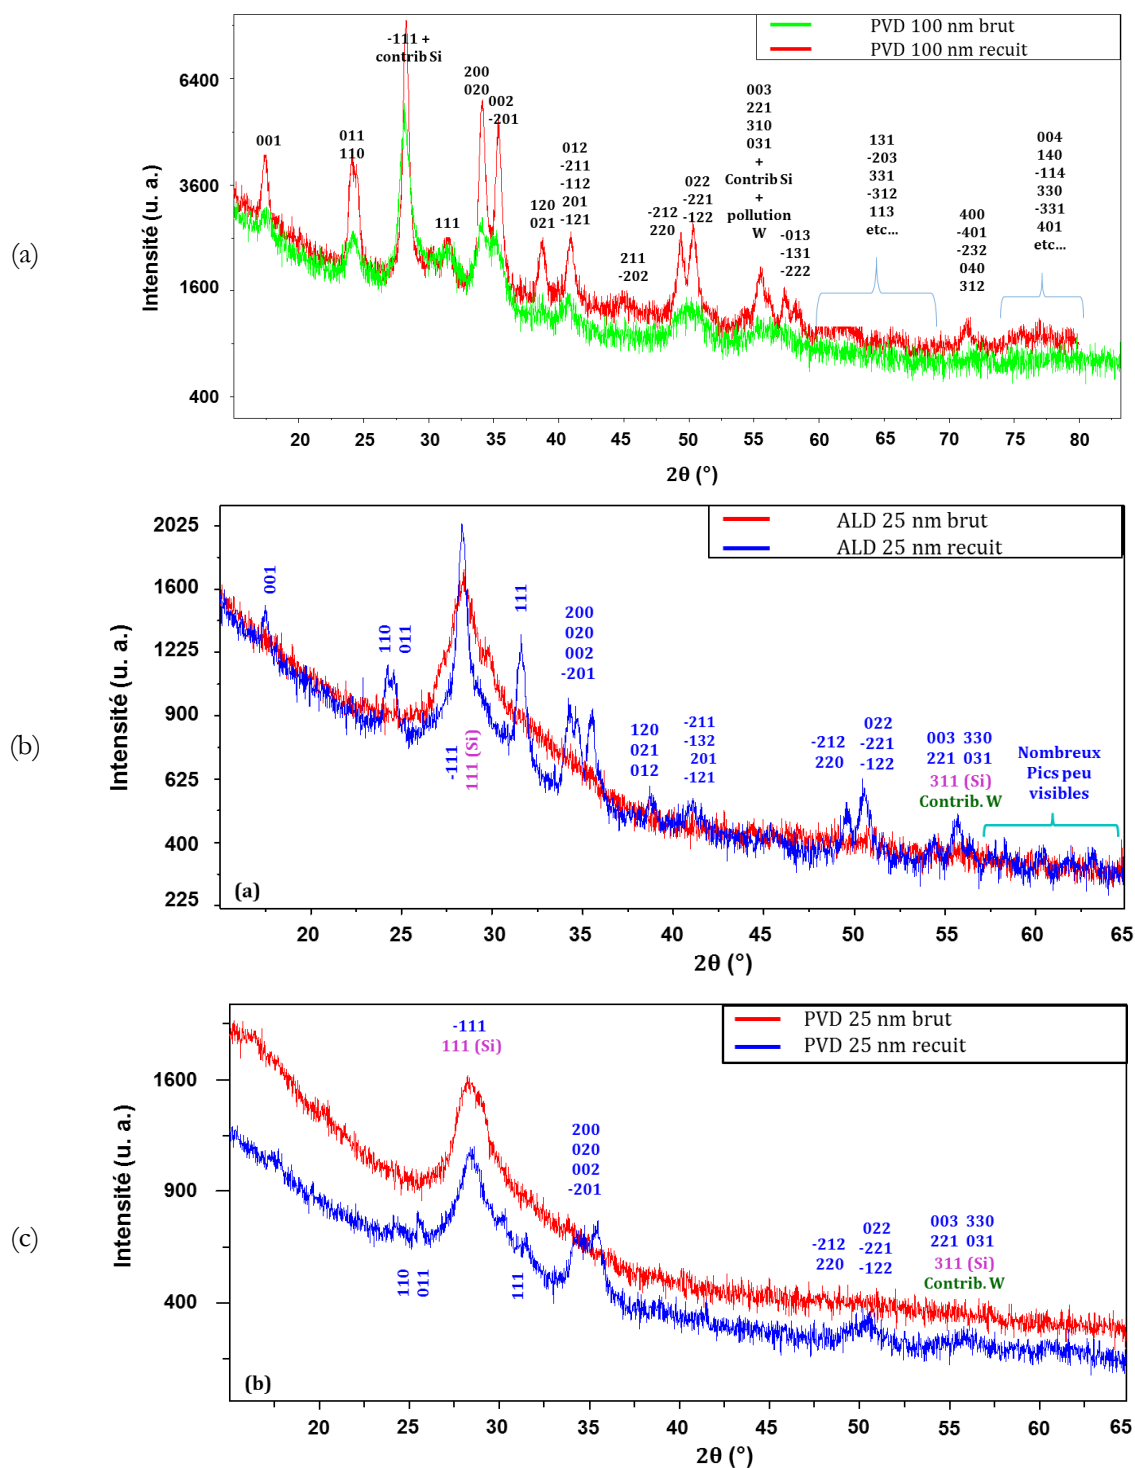 (a)
PVD 100 nm brut
PVD 100 nm recuit
Intensité (u. a.)
6400
3600
1600
400
001
011
110
-111 +
contrib Si
111
200
020
002
-201
120
021
012
-211
-112
201
-121
211
-202
-212
220
022
-221
-122
003
221
310
031
+
Contrib Si
+
pollution
W
-013
-131
-222
131
-203
331
-312
113
etc...
400
-401
-232
040
312
004
140
-114
330
-331
401
etc...
20 25 30 35 40 45 50 55 60 65 70 75 80
2θ (°)
(b)
ALD 25 nm brut
ALD 25 nm recuit
Intensité (u. a.)
2025
1600
1225
900
625
400
225
001
110
011
-111
111 (Si)
111
200
020
002
-201
120
021
012
-211
-132
201
-121
-212
220
022
-221
-122
003 330
221 031
311 (Si)
Contrib. W
Nombreux
Pics peu
visibles
(a)
20 25 30 35 40 45 50 55 60 65
2θ (°)
(c)
PVD 25 nm brut
PVD 25 nm recuit
Intensité (u. a.)
1600
900
400
-111
111 (Si)
110
011
111
200
020
002
-201
-212
220
022
-221
-122
003 330
221 031
311 (Si)
Contrib. W
(b)
20 25 30 35 40 45 50 55 60 65
2θ (°)